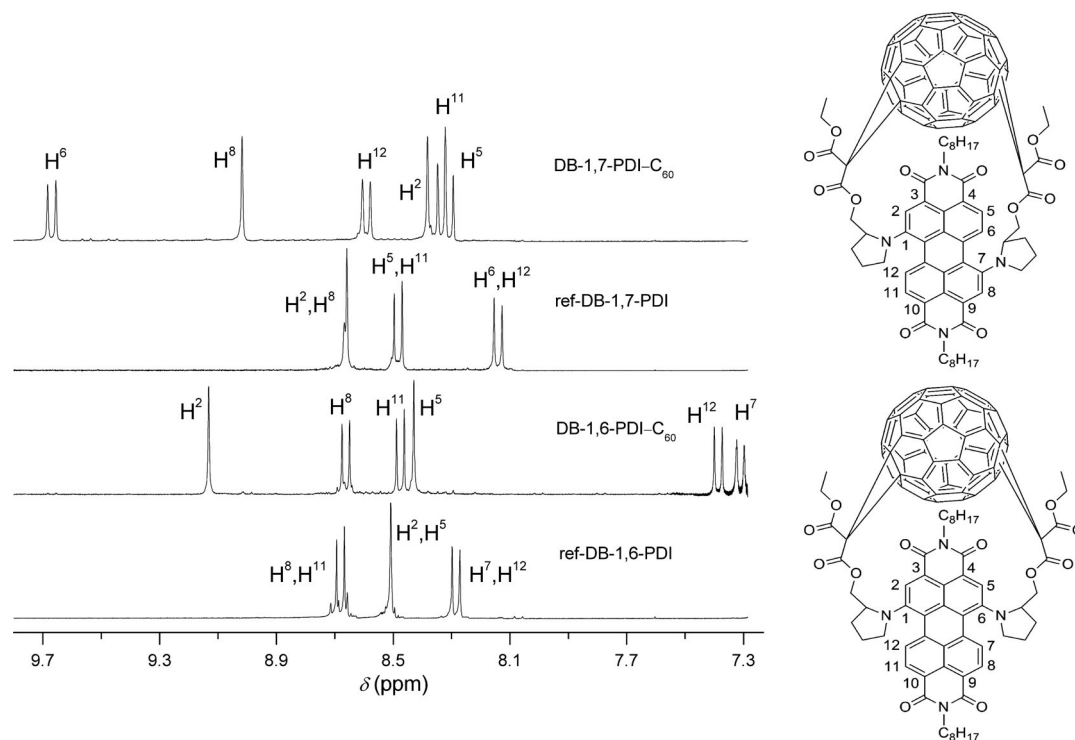 H⁶
H⁸
H¹²
H²
H¹¹
H⁵
DB-1,7-PDI–C₆₀
H²,H⁸
H⁵,H¹¹
H⁶,H¹²
ref-DB-1,7-PDI
H²
H⁸
H¹¹
H⁵
H¹²
H⁷
DB-1,6-PDI–C₆₀
H⁸,H¹¹
H²,H⁵
H⁷,H¹²
ref-DB-1,6-PDI
9.7 9.3 8.9 8.5 8.1 7.7 7.3
δ (ppm)
O O
O O
C₈H₁₇
O O
O N O O
O 3 4 O
2 5
N 1 6
12 7 N
11 8
10 9
O N O
C₈H₁₇
O O
C₈H₁₇
O O
O O N O O
O 3 4 O
2 5
N 1 6 N
12 7
11 8
10 9
O N O
C₈H₁₇